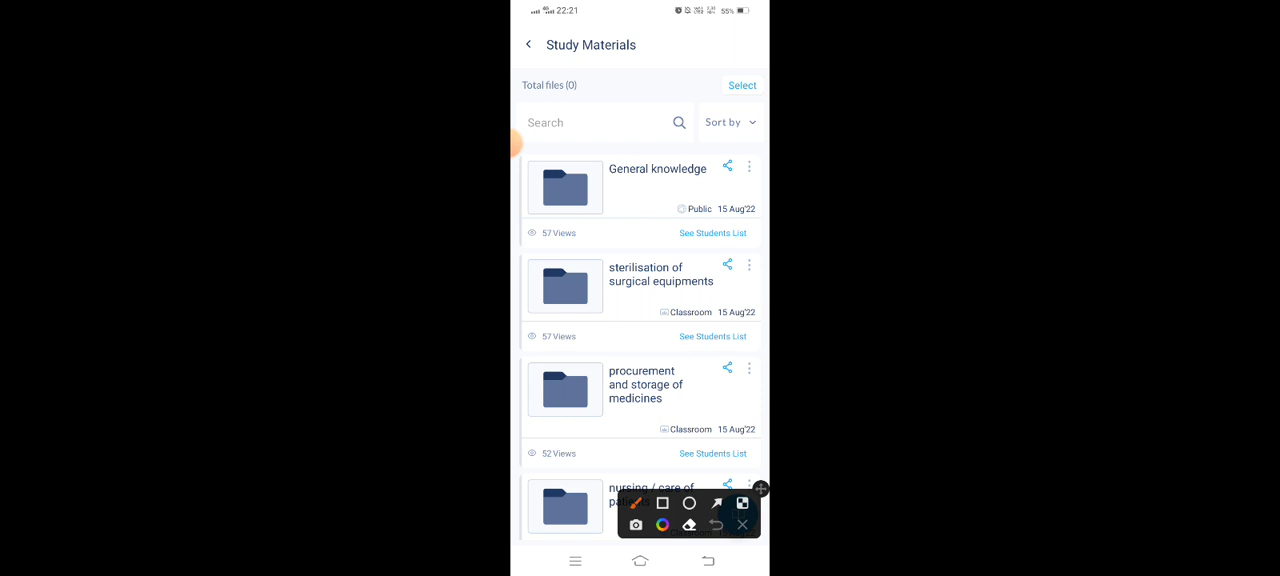 4G 22:21 55%
Study Materials
Total files (0)
Select
Search
Sort by
General knowledge
Public 15 Aug'22
57 Views
See Students List
sterilisation of
surgical equipments
Classroom 15 Aug'22
57 Views
See Students List
procurement
and storage of
medicines
Classroom 15 Aug'22
52 Views
See Students List
nursing / care of